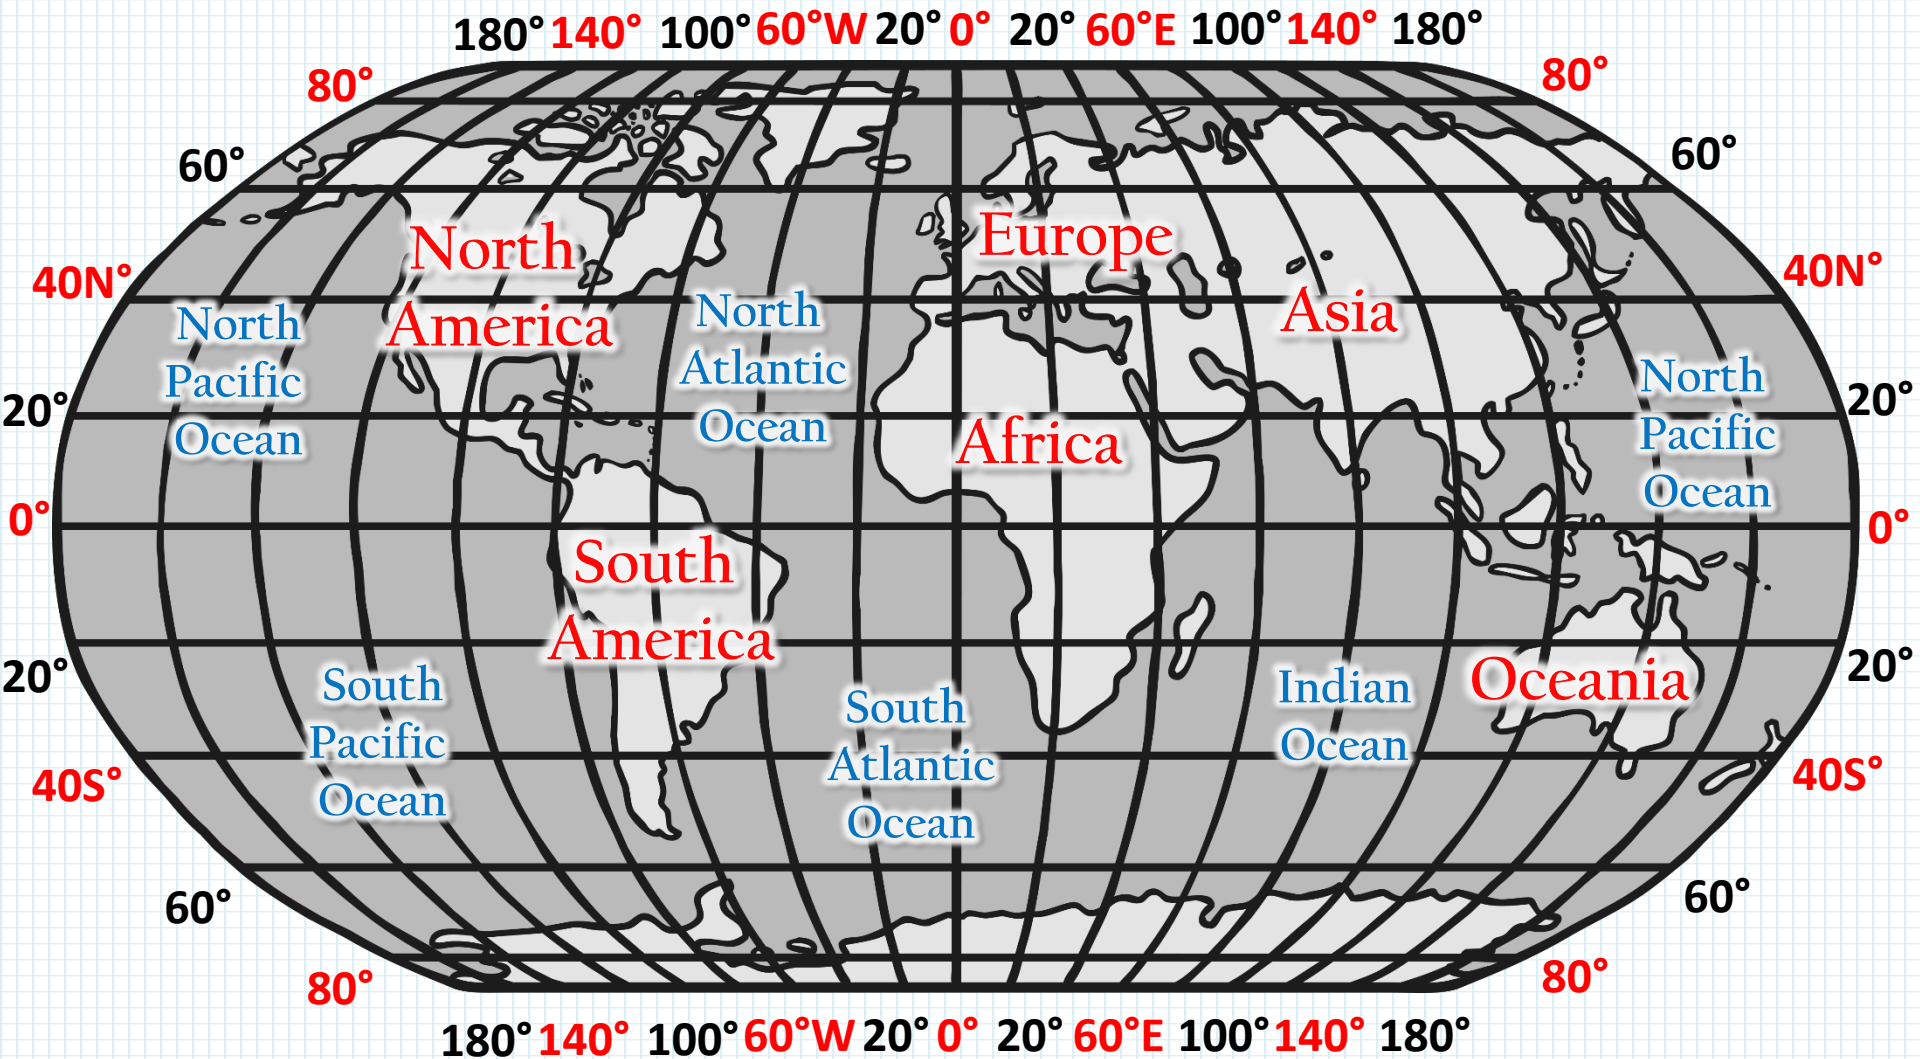 180° 140° 100° 60°W 20° 0° 20° 60°E 100° 140° 180°
80° 80°
60° 60°
40N° 40N°
North
America
Europe
Asia
North
Pacific
Ocean
North
Atlantic
Ocean
North
Pacific
Ocean
20° 20°
Africa
0° 0°
South
America
20° 20°
South
Pacific
Ocean
South
Atlantic
Ocean
Indian
Ocean
Oceania
40S° 40S°
60° 60°
80° 80°
180° 140° 100° 60°W 20° 0° 20° 60°E 100° 140° 180°